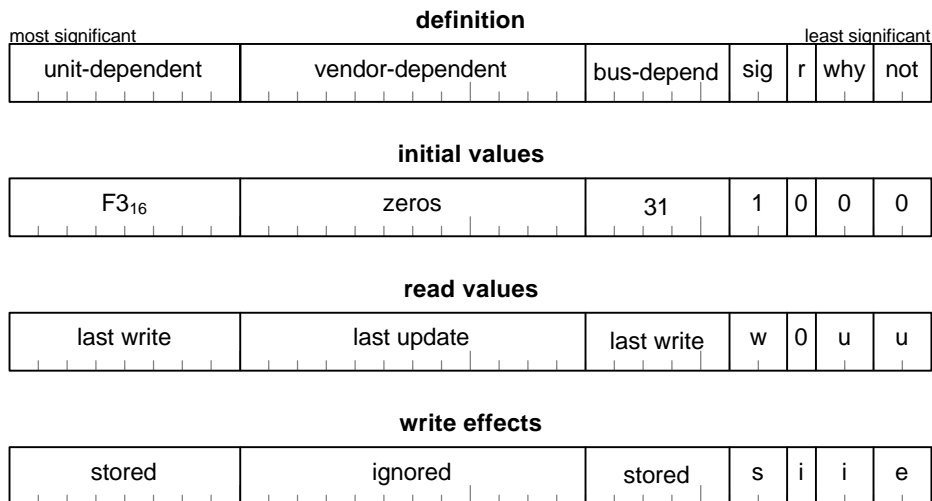 definition
most significant least significant
unit-dependent vendor-dependent bus-depend sig r why not
initial values
F3₁₆ zeros 31 1 0 0 0
read values
last write last update last write w 0 u u
write effects
stored ignored stored s i i e